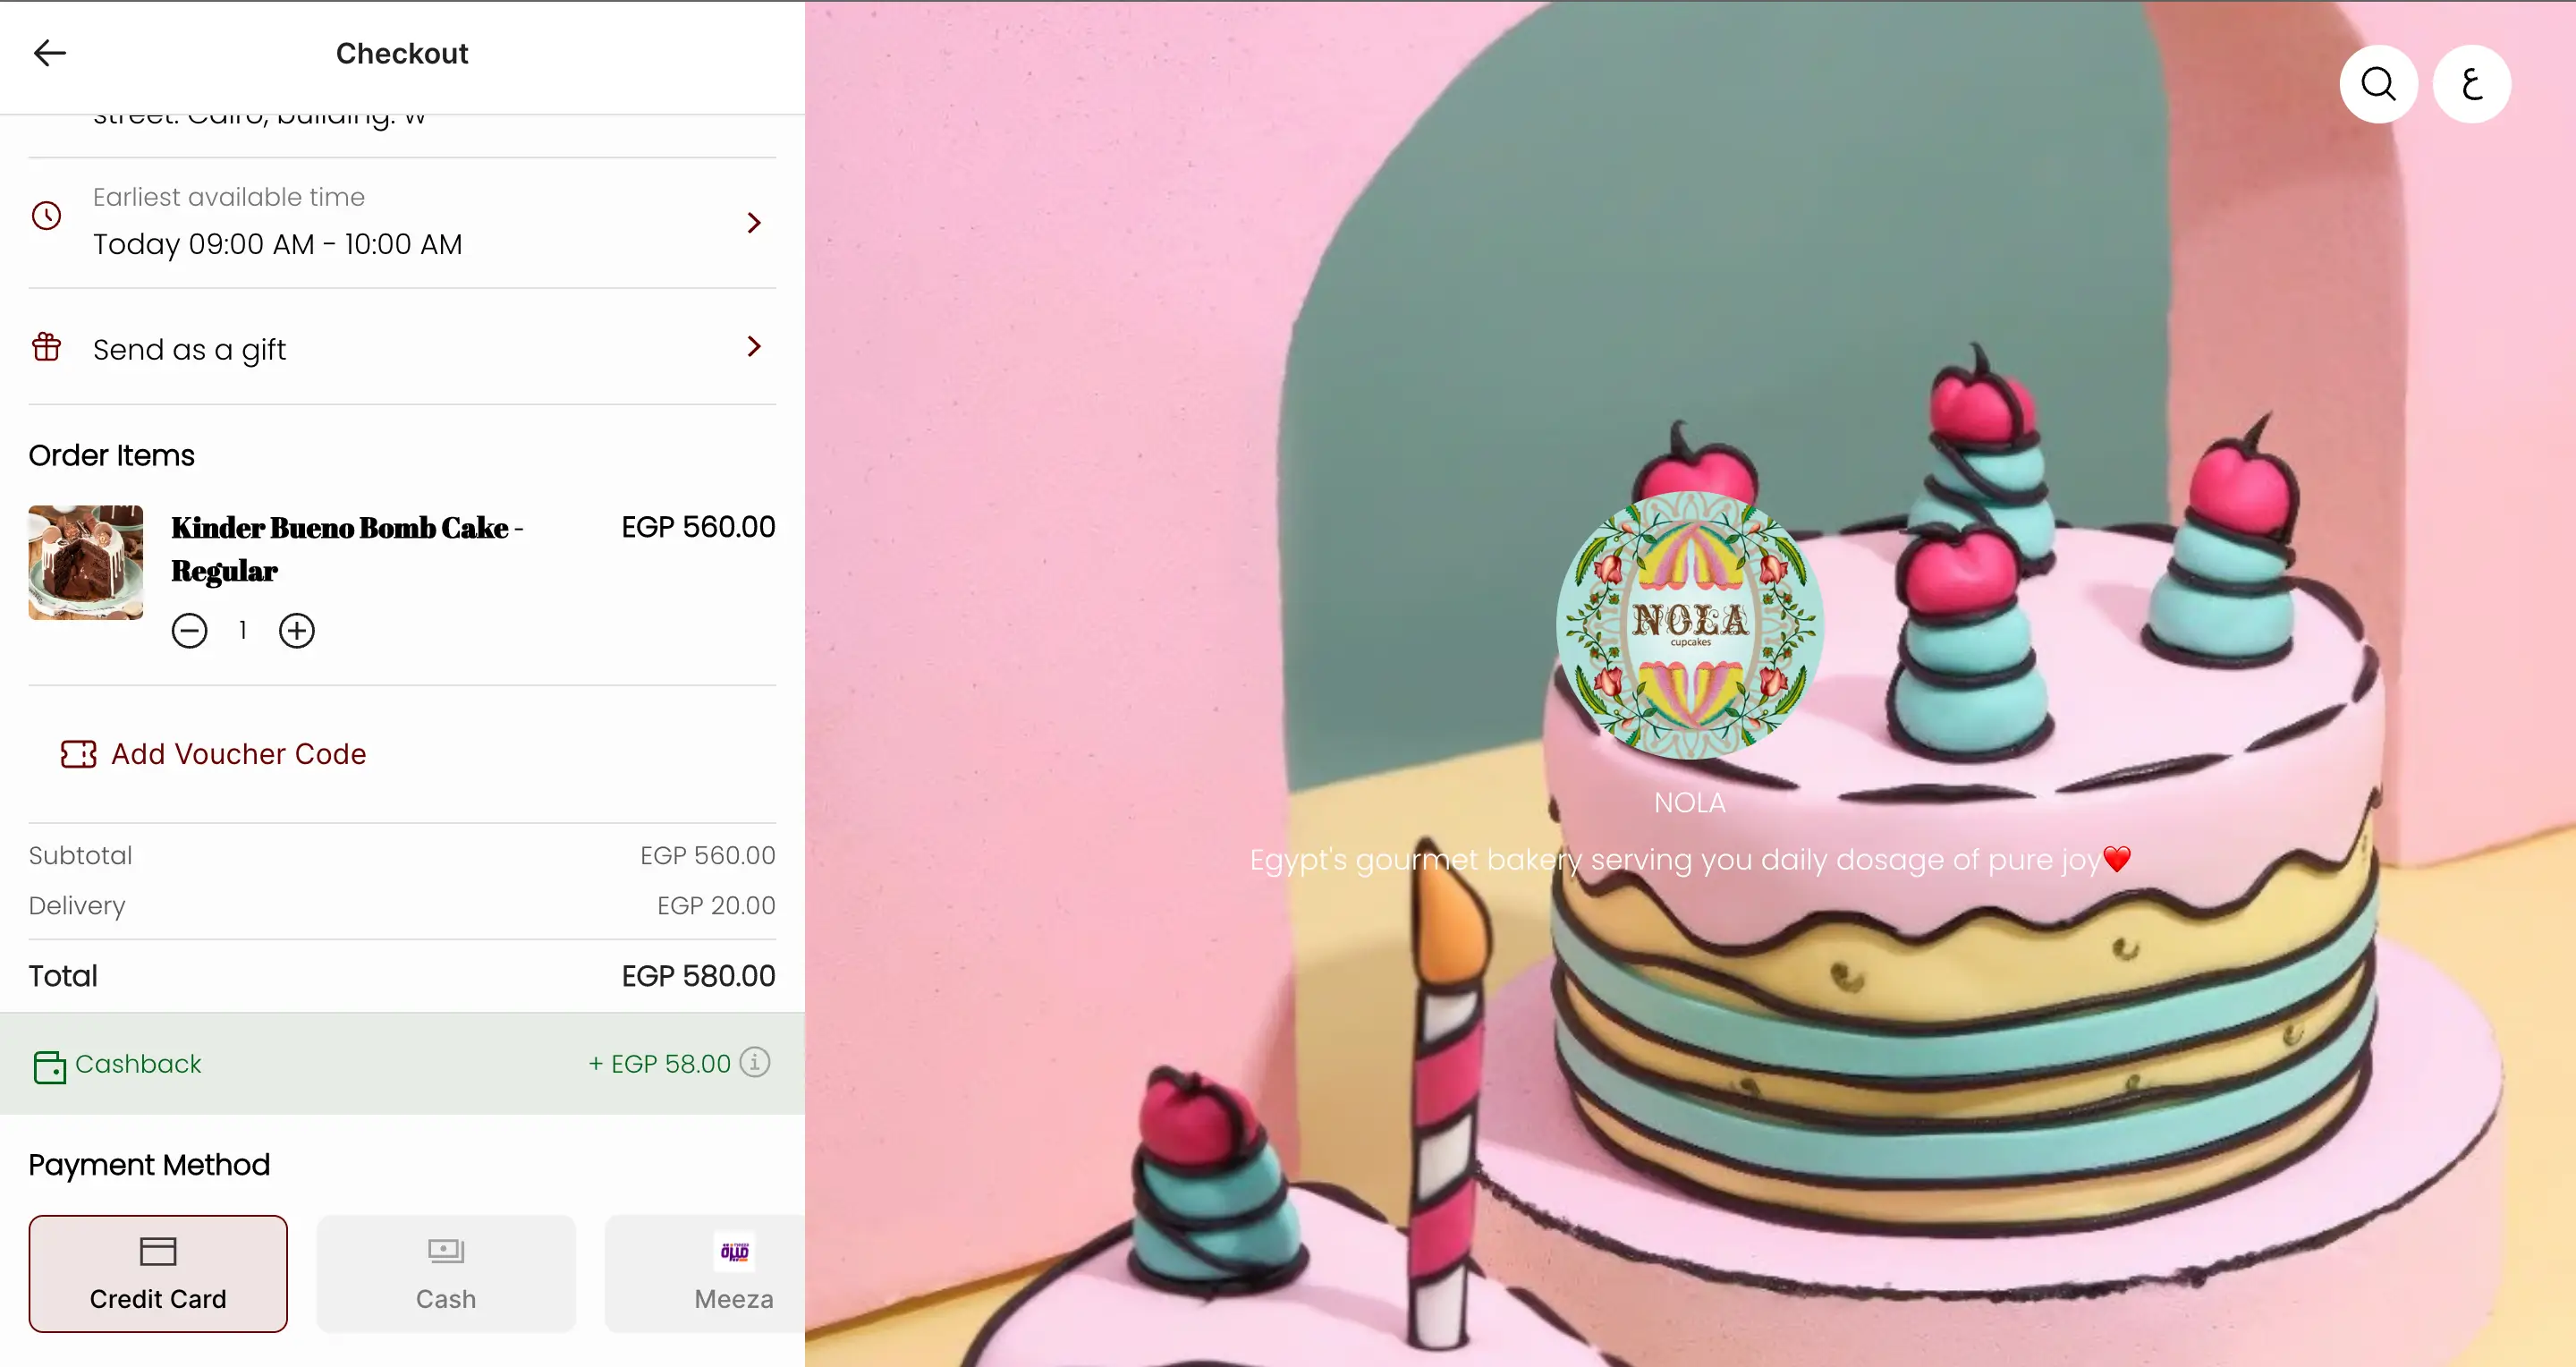 Checkout
street: Cairo, building: w
Earliest available time
Today 09:00 AM - 10:00 AM
Send as a gift
Order Items
Kinder Bueno Bomb Cake -
Regular
EGP 560.00
1
Add Voucher Code
Subtotal
EGP 560.00
Delivery
EGP 20.00
Total
EGP 580.00
Cashback
+ EGP 58.00
Payment Method
Credit Card
Cash
Meeza
ع
NOLA
cupcakes
NOLA
Egypt's gourmet bakery serving you daily dosage of pure joy❤️